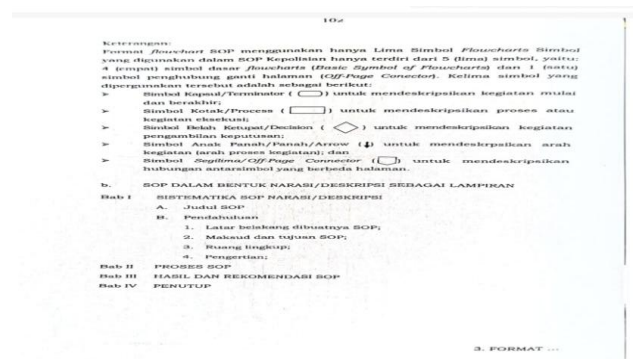 102
Keterangan:
Format flowchart SOP menggunakan hanya Lima Simbol Flowcharts Simbol
yang digunakan dalam SOP Kepolisian hanya terdiri dari 5 (lima) simbol, yaitu:
4 (empat) simbol dasar flowcharts (Basic Symbol of Flowcharts) dan 1 (satu)
simbol penghubung ganti halaman (Off-Page Conector). Kelima simbol yang
dipergunakan tersebut adalah sebagai berikut:
➢ Simbol Kapsul/Terminator ( ) untuk mendeskripsikan kegiatan mulai
dan berakhir;
➢ Simbol Kotak/Process ( ) untuk mendeskripsikan proses atau
kegiatan eksekusi;
➢ Simbol Belah Ketupat/Decision ( ) untuk mendeskripsikan kegiatan
pengambilan keputusan;
➢ Simbol Anak Panah/Panah/Arrow ( ) untuk mendeskripsikan arah
kegiatan (arah proses kegiatan); dan
➢ Simbol Segilima/Off-Page Connector ( ) untuk mendeskripsikan
hubungan antarsimbol yang berbeda halaman.
b. SOP DALAM BENTUK NARASI/DESKRIPSI SEBAGAI LAMPIRAN
Bab I SISTEMATIKA SOP NARASI/DESKRIPSI
A. Judul SOP
B. Pendahuluan
1. Latar belakang dibuatnya SOP;
2. Maksud dan tujuan SOP;
3. Ruang lingkup;
4. Pengertian;
Bab II PROSES SOP
Bab III HASIL DAN REKOMENDASI SOP
Bab IV PENUTUP
3. FORMAT ...